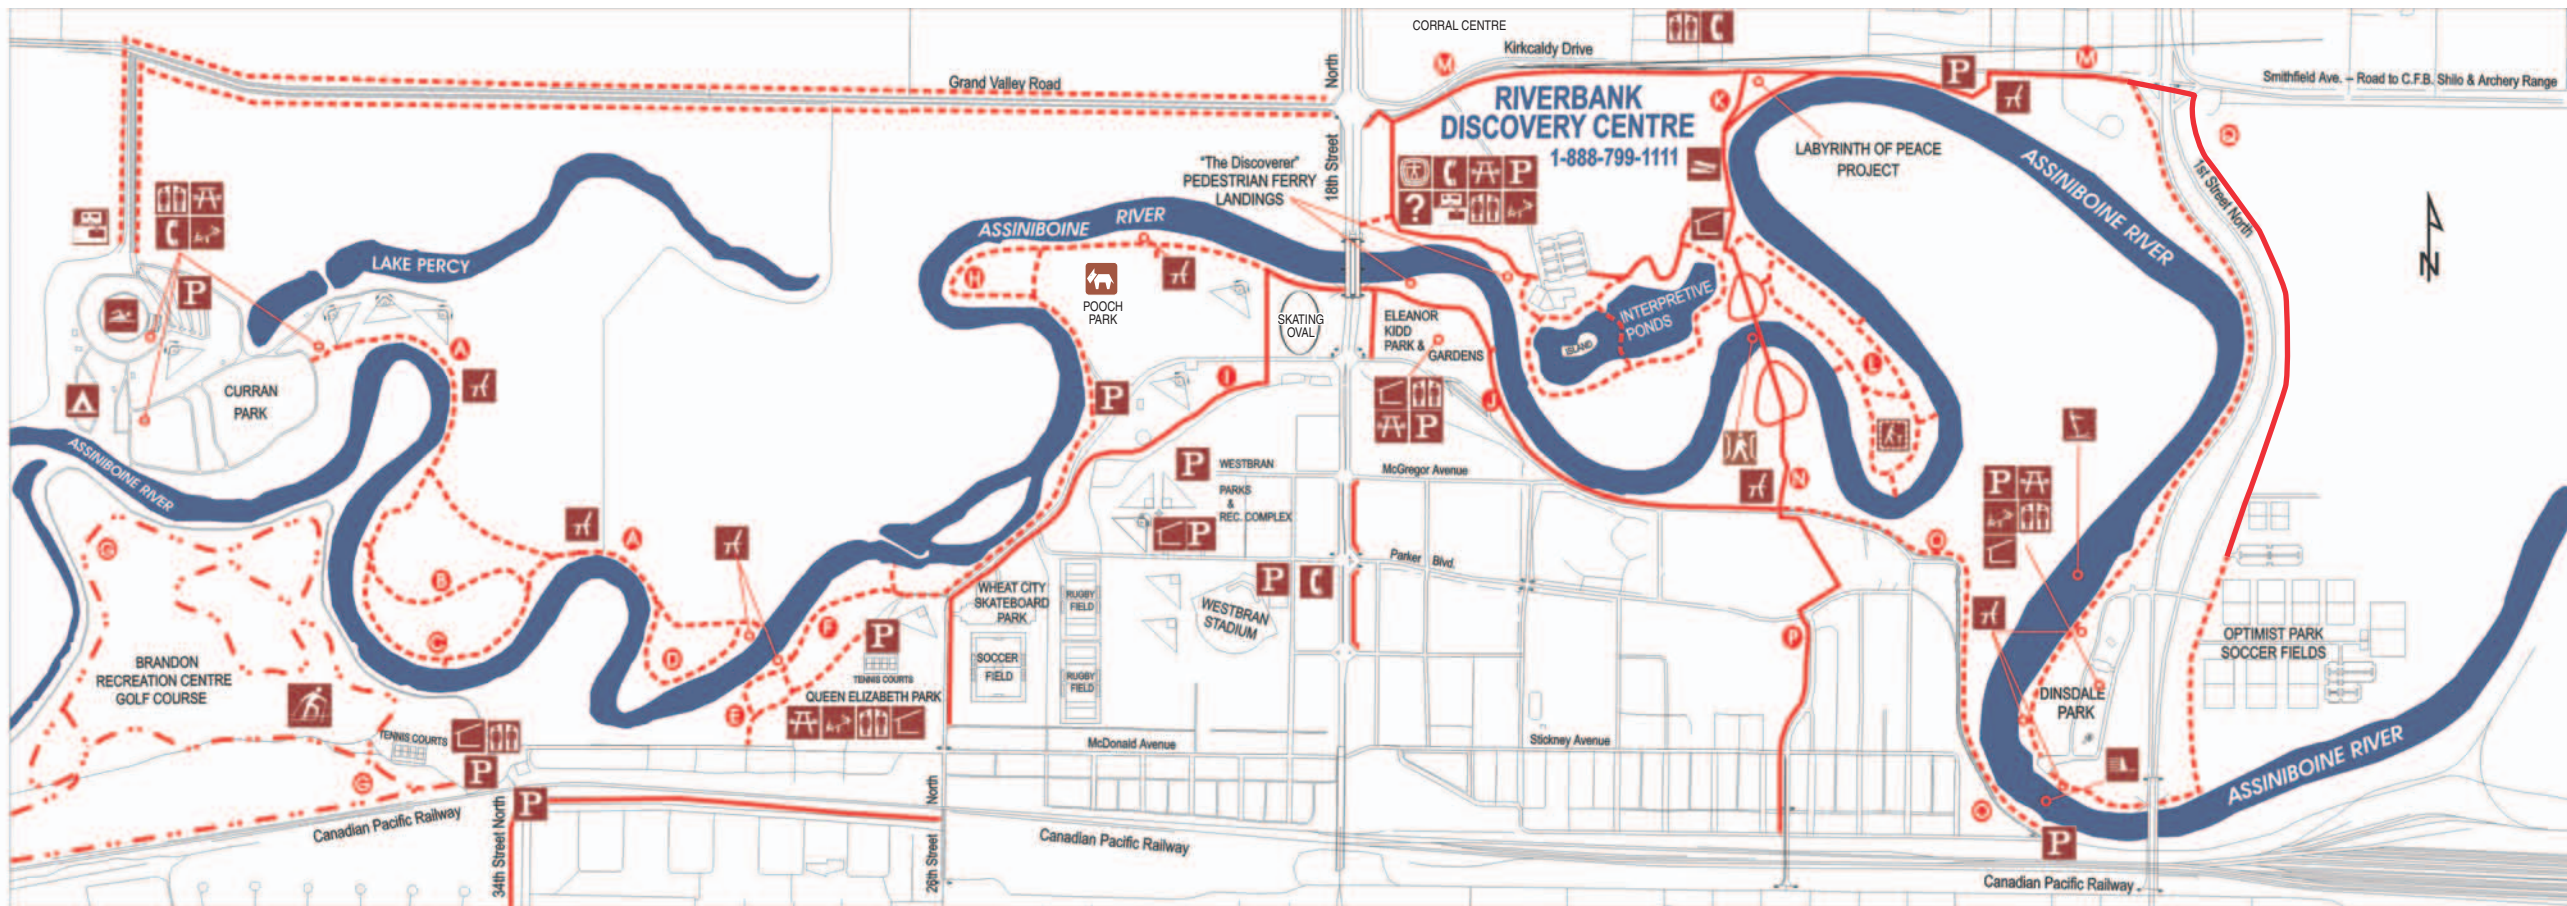 CORRAL CENTRE
Kirkcaldy Drive
North
Grand Valley Road
Smithfield Ave. – Road to C.F.B. Shilo & Archery Range
M
M
P
K
RIVERBANK
DISCOVERY CENTRE
1-888-799-1111
LABYRINTH OF PEACE
PROJECT
ASSINIBOINE RIVER
ASSINIBOINE RIVER
Q
1st Street North
N
18th Street
"The Discoverer"
PEDESTRIAN FERRY
LANDINGS
P
?
ASSINIBOINE RIVER
LAKE PERCY
P
H
POOCH
PARK
SKATING
OVAL
ELEANOR
KIDD
PARK &
GARDENS
INTERPRETIVE
PONDS
ISLAND
A
CURRAN
PARK
P
I
J
L
P
ASSINIBOINE RIVER
P
WESTBRAN
PARKS
&
REC. COMPLEX
McGregor Avenue
N
P
P
A
G
B
C
D
E
F
P
WHEAT CITY
SKATEBOARD
PARK
RUGBY
FIELD
P
WESTBRAN
STADIUM
Parker Blvd.
O
P
BRANDON
RECREATION CENTRE
GOLF COURSE
TENNIS COURTS
QUEEN ELIZABETH PARK
SOCCER
FIELD
RUGBY
FIELD
OPTIMIST PARK
SOCCER FIELDS
DINSDALE
PARK
TENNIS COURTS
P
McDonald Avenue
Stickney Avenue
ASSINIBOINE RIVER
G
P
O
P
Canadian Pacific Railway
34th Street North
26th Street North
Canadian Pacific Railway
Canadian Pacific Railway